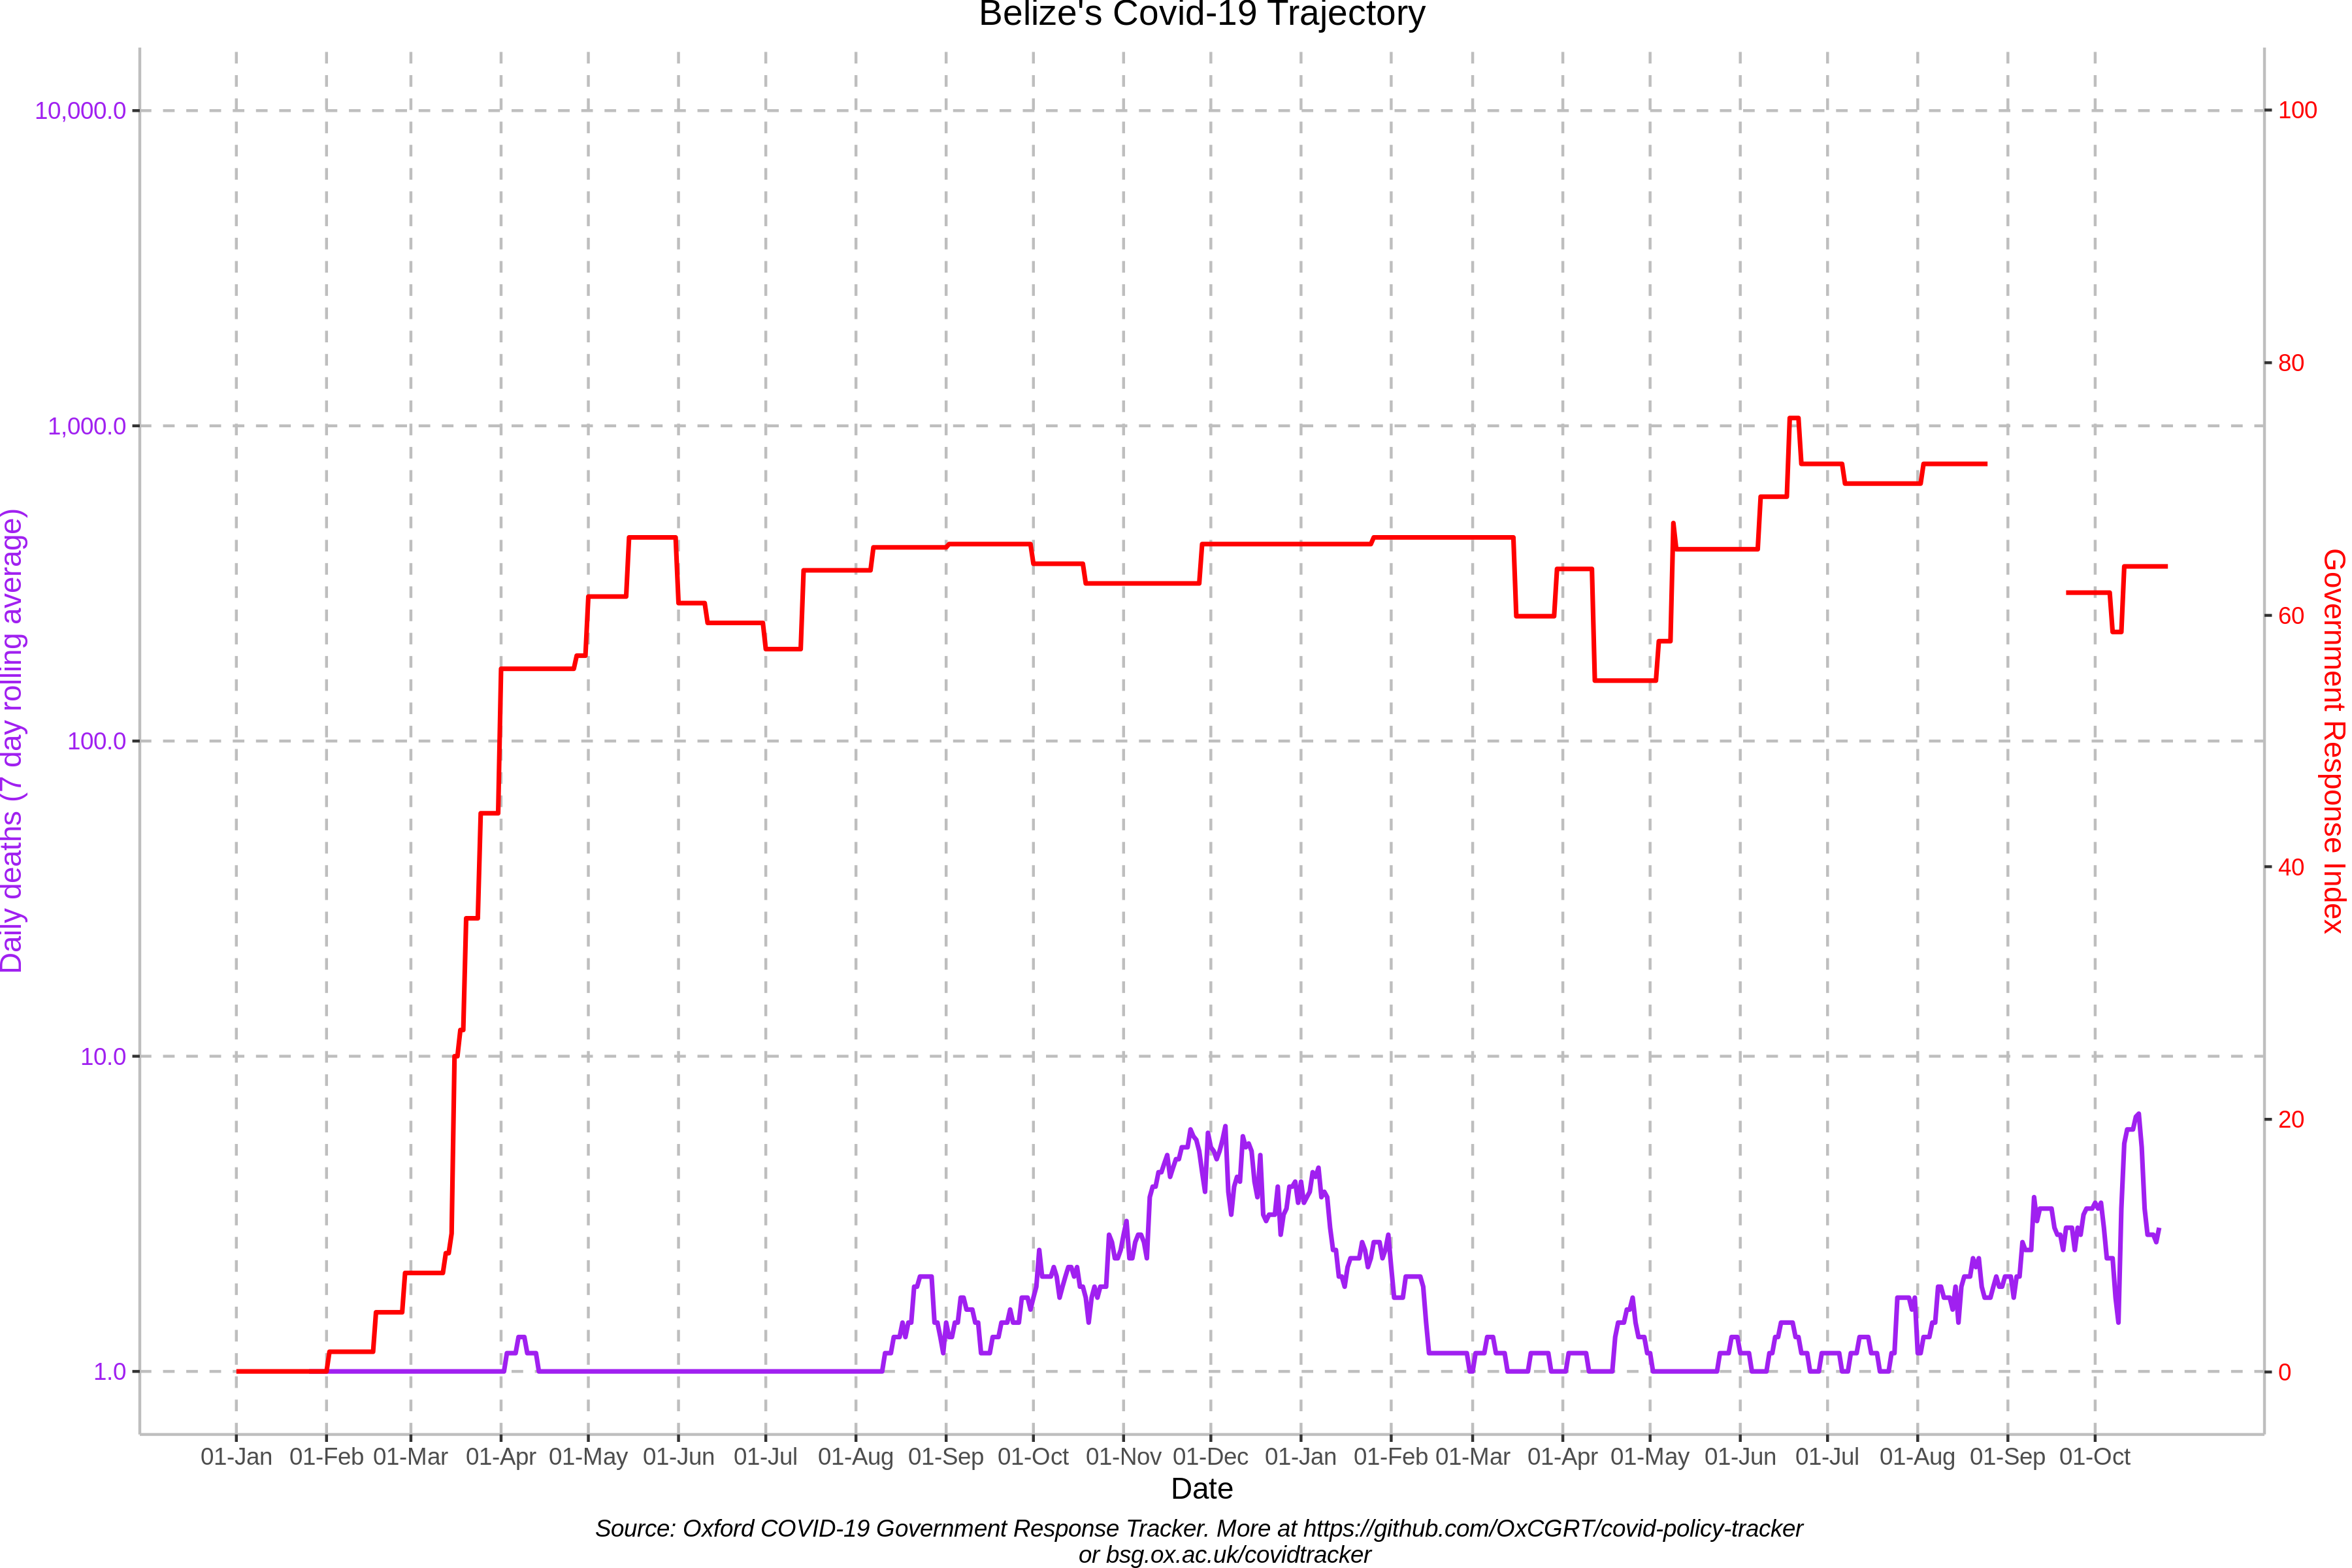 Belize's Covid-19 Trajectory
10,000.0
1,000.0
100.0
10.0
1.0
Daily deaths (7 day rolling average)
100
80
60
40
20
0
Government Response Index
01-Jan 01-Feb 01-Mar 01-Apr 01-May 01-Jun 01-Jul 01-Aug 01-Sep 01-Oct 01-Nov 01-Dec 01-Jan 01-Feb 01-Mar 01-Apr 01-May 01-Jun 01-Jul 01-Aug 01-Sep 01-Oct
Date
Source: Oxford COVID-19 Government Response Tracker. More at https://github.com/OxCGRT/covid-policy-tracker
or bsg.ox.ac.uk/covidtracker